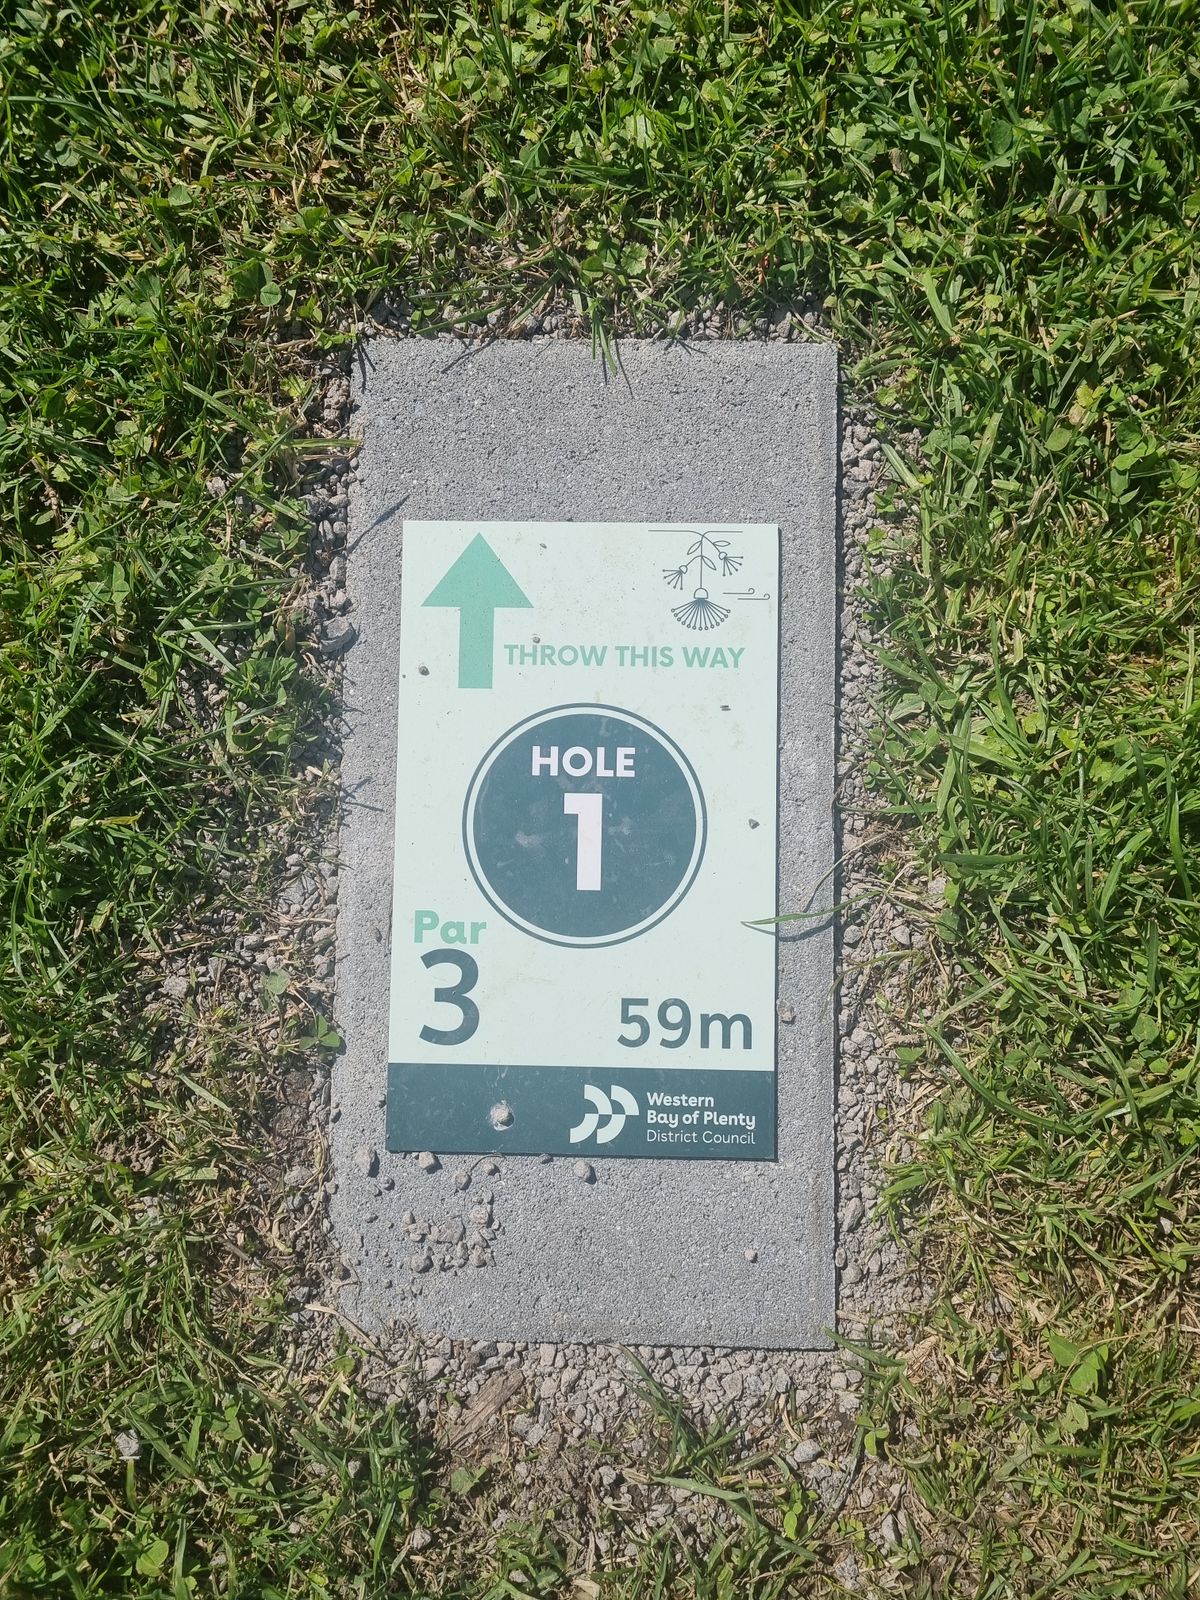 THROW THIS WAY
HOLE
1
Par
3
59m
Western
Bay of Plenty
District Council